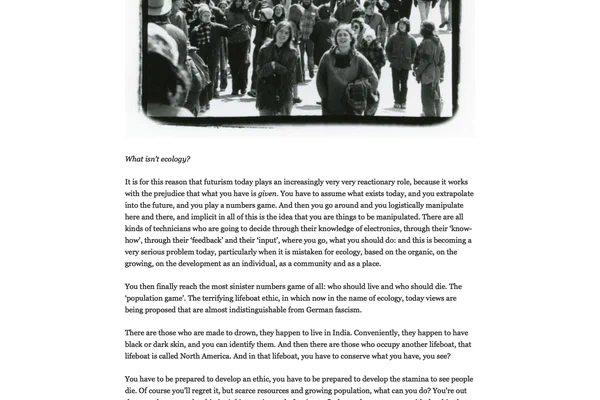 What isn't ecology?
It is for this reason that futurism today plays an increasingly very very reactionary role, because it works
with the prejudice that what you have is given. You have to assume what exists today, and you extrapolate
into the future, and you play a numbers game. And then you go around and you logistically manipulate
here and there, and implicit in all of this is the idea that you are things to be manipulated. There are all
kinds of technicians who are going to decide through their knowledge of electronics, through their 'know-
how', through their 'feedback' and their 'input', where you go, what you should do: and this is becoming a
very serious problem today, particularly when it is mistaken for ecology, based on the organic, on the
growing, on the development as an individual, as a community and as a place.
You then finally reach the most sinister numbers game of all: who should live and who should die. The
'population game'. The terrifying lifeboat ethic, in which now in the name of ecology, today views are
being proposed that are almost indistinguishable from German fascism.
There are those who are made to drown, they happen to live in India. Conveniently, they happen to have
black or dark skin, and you can identify them. And then there are those who occupy another lifeboat, that
lifeboat is called North America. And in that lifeboat, you have to conserve what you have, you see?
You have to be prepared to develop an ethic, you have to be prepared to develop the stamina to see people
die. Of course you'll regret it, but scarce resources and growing population, what can you do? You're out